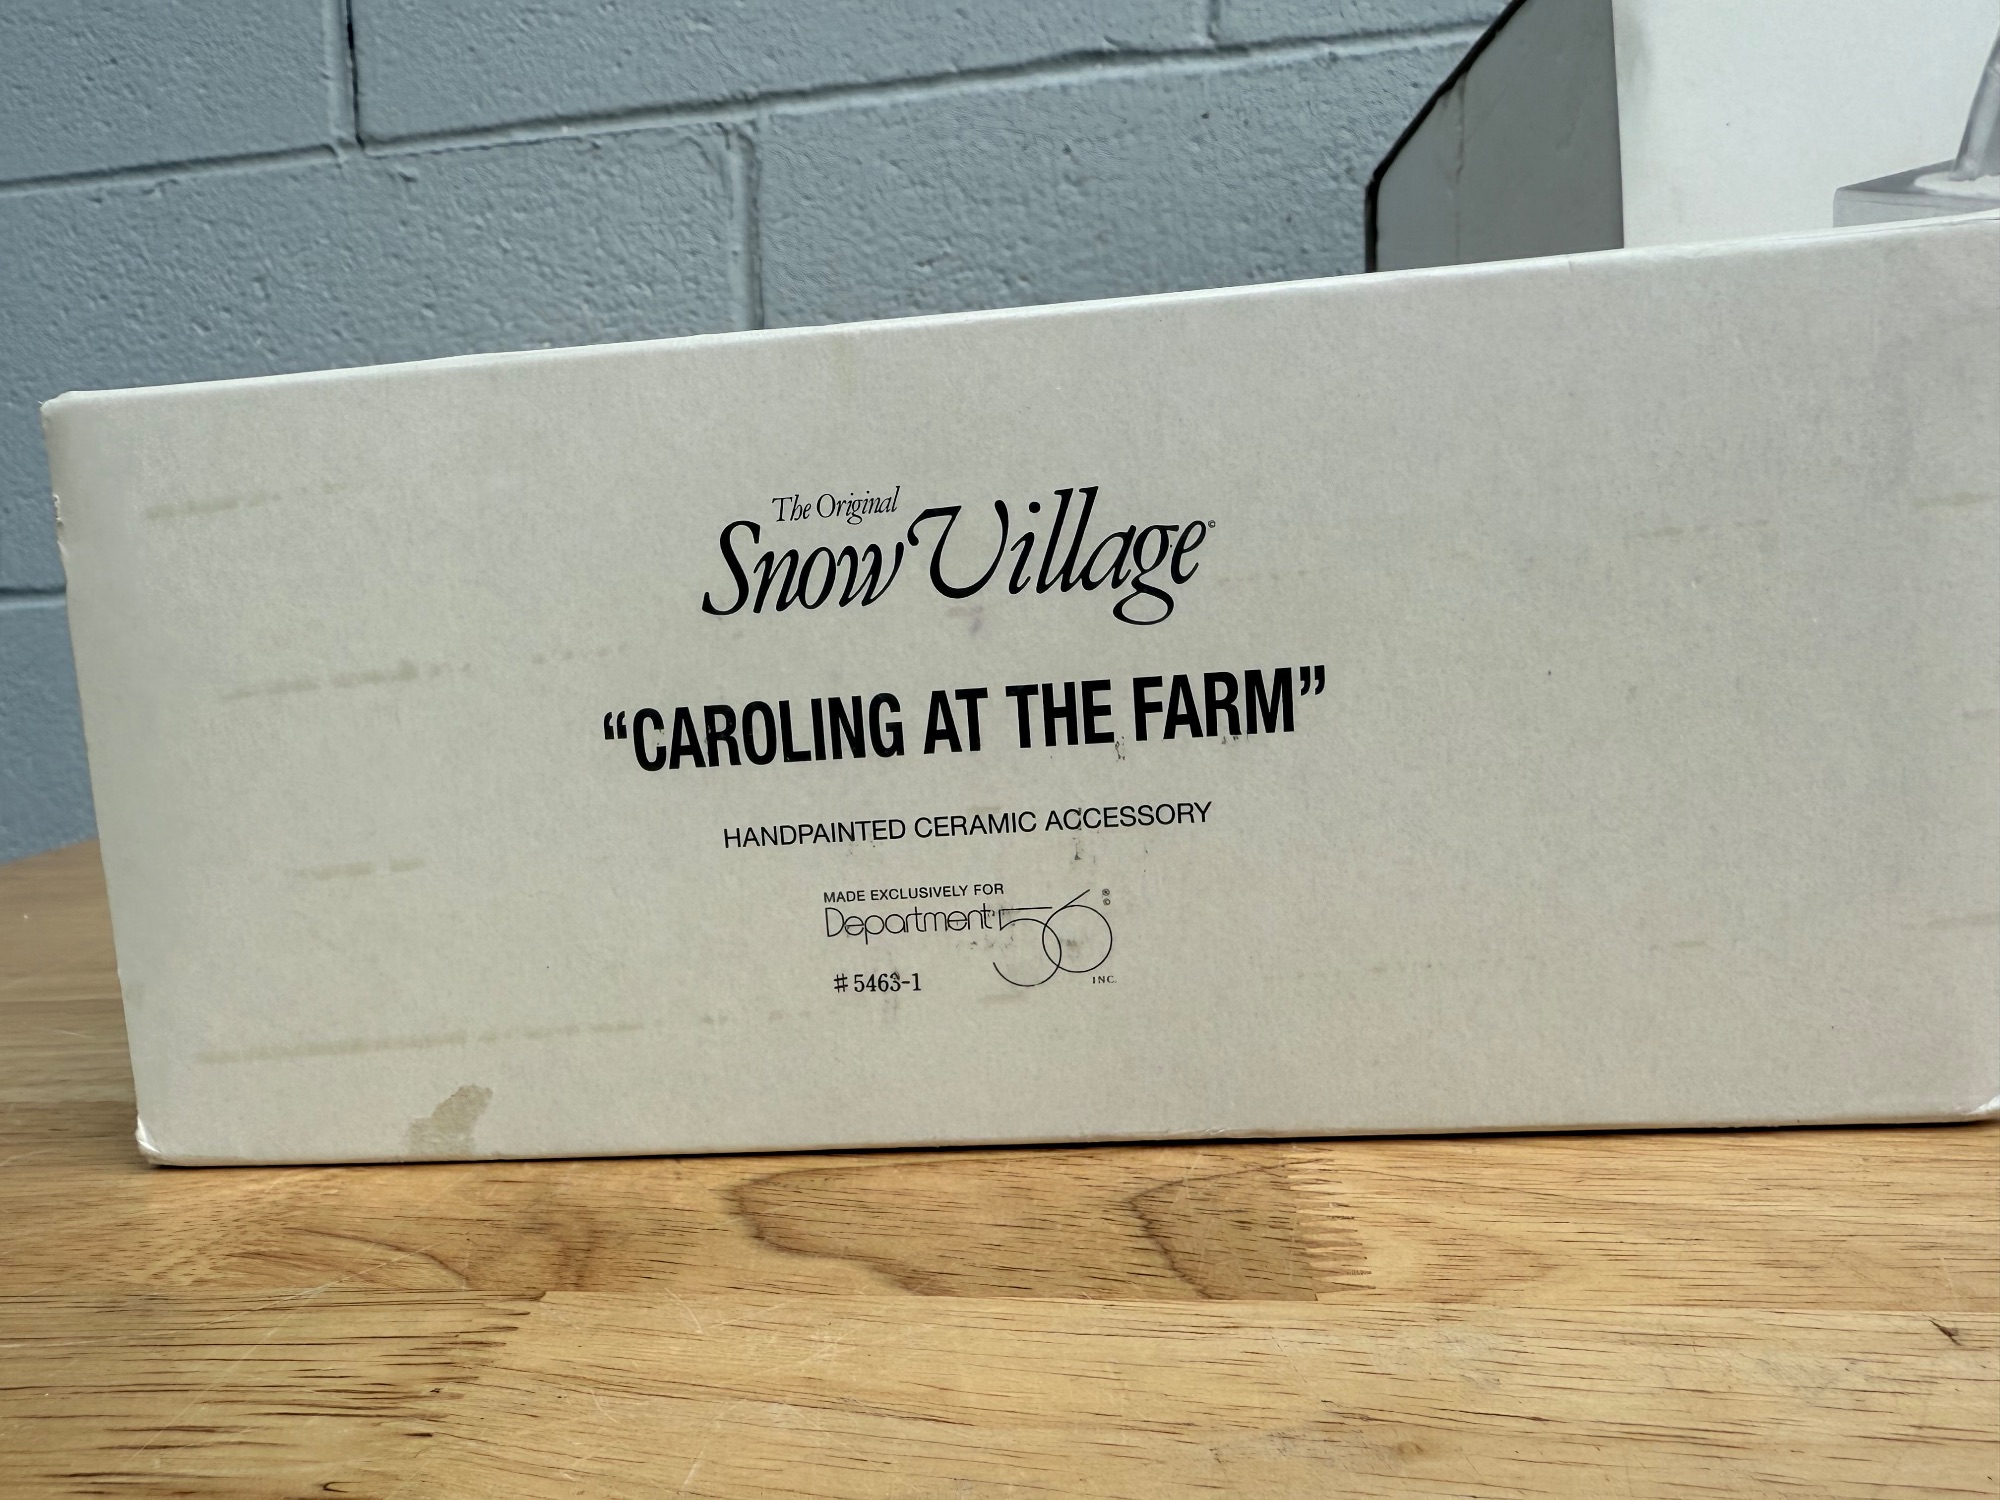 The Original
Snow Village©
“CAROLING AT THE FARM”
HANDPAINTED CERAMIC ACCESSORY
MADE EXCLUSIVELY FOR
Department 56 ® ©
INC.
# 5463-1